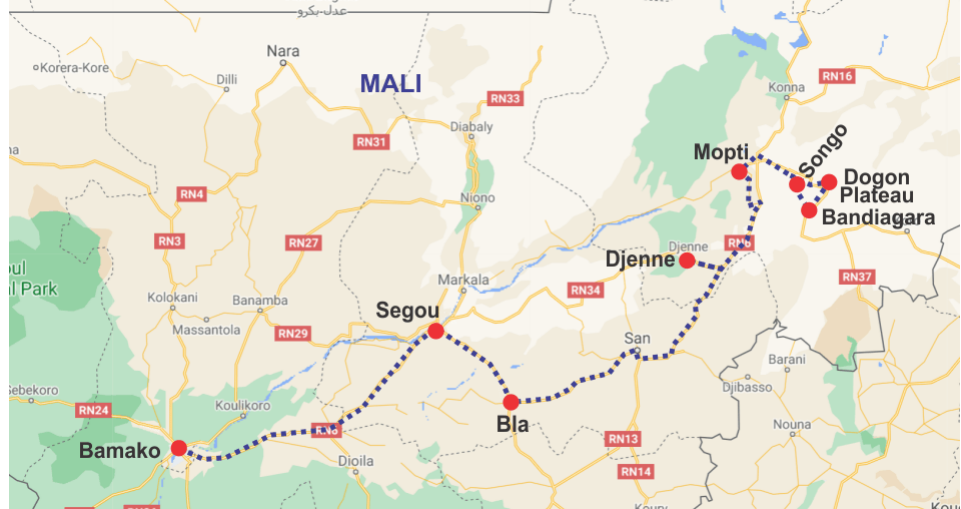 عدل بكرو
Nara
Korera-Kore
Dilli
MALI
RN16
Konna
RN33
Diabaly
RN31
Mopti
Songo
Dogon
Plateau
Bandiagara
RN4
Niono
RN3
RN27
Djenne
Djenne
RN6
Markala
RN37
RN34
Kolokani
Banamba
Massantola
Segou
RN29
San
Barani
Djibasso
Sebekoro
RN24
Koulikoro
Bla
Nouna
Bamako
RN6
Dioila
RN13
RN14
Koury